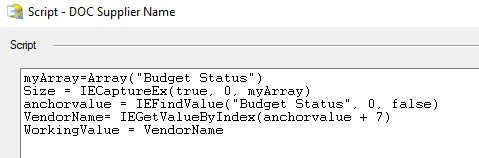 Script - DOC Supplier Name
Script
myArray=Array("Budget Status")
Size = IECaptureEx(true, 0, myArray)
anchorvalue = IEFindValue("Budget Status", 0, false)
VendorName= IEGetValueByIndex(anchorvalue + 7)
WorkingValue = VendorName